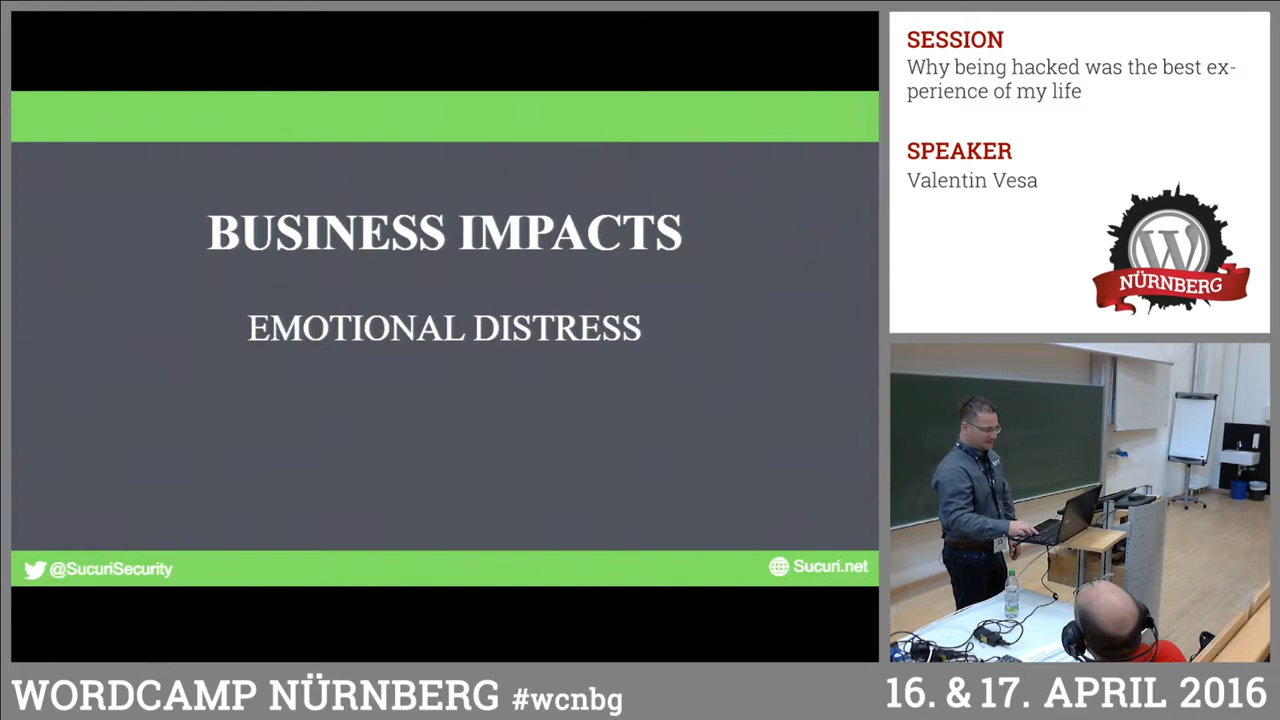 BUSINESS IMPACTS
EMOTIONAL DISTRESS
@SucuriSecurity
Sucuri.net
SESSION
Why being hacked was the best ex-
perience of my life
SPEAKER
Valentin Vesa
W
NÜRNBERG
WORDCAMP NÜRNBERG #wcnbg
16. & 17. APRIL 2016